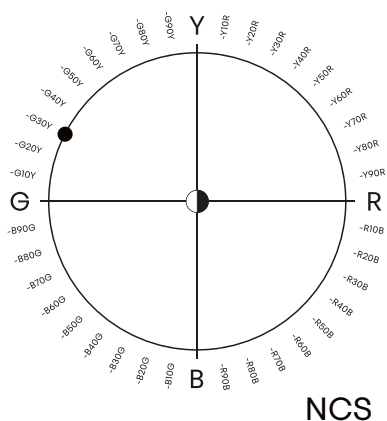 Y
-Y10R
-Y20R
-Y30R
-Y40R
-Y50R
-Y60R
-Y70R
-Y80R
-Y90R
R
-R10B
-R20B
-R30B
-R40B
-R50B
-R60B
-R70B
-R80B
-R90B
B
-B10G
-B20G
-B30G
-B40G
-B50G
-B60G
-B70G
-B80G
-B90G
G
-G10Y
-G20Y
-G30Y
-G40Y
-G50Y
-G60Y
-G70Y
-G80Y
-G90Y
NCS